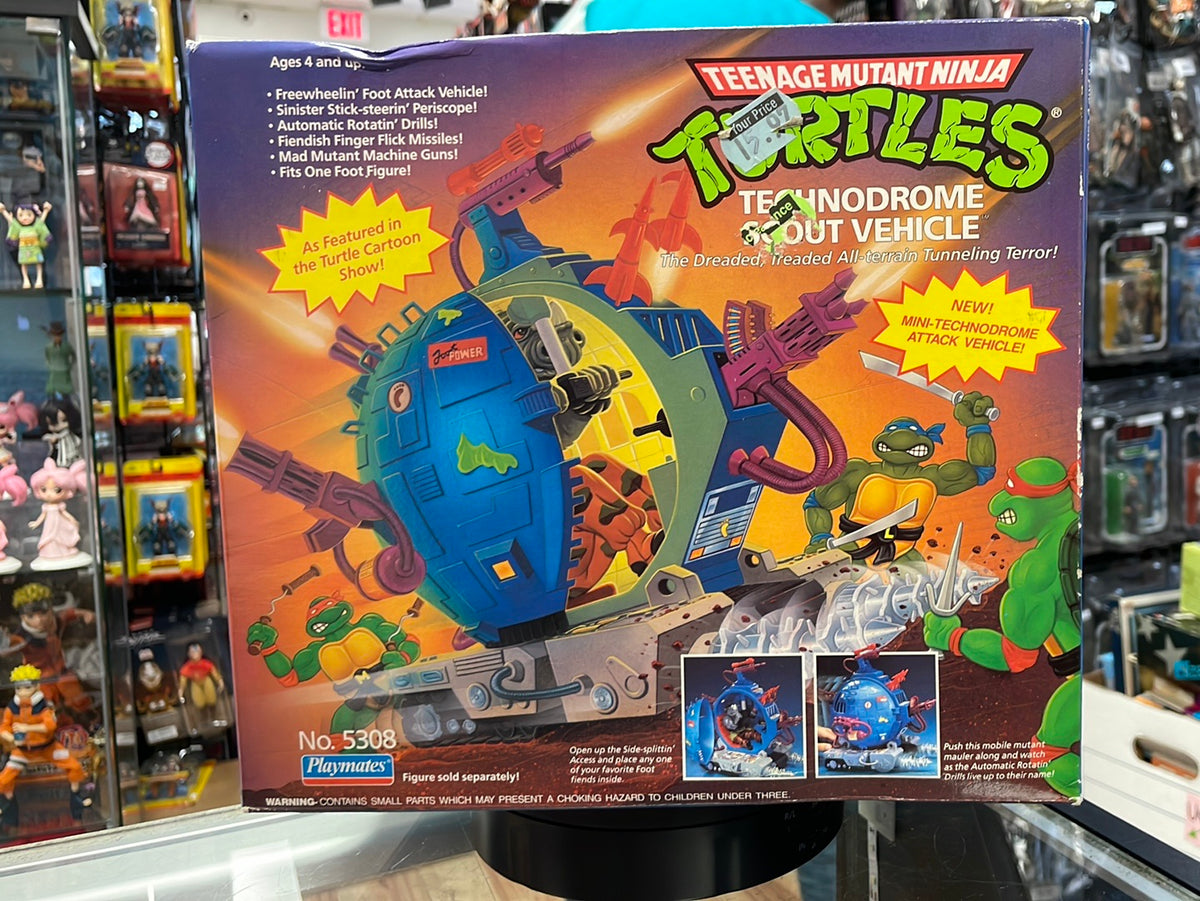 EXIT
Ages 4 and up.
• Freewheelin' Foot Attack Vehicle!
• Sinister Stick-steerin' Periscope!
• Automatic Rotatin' Drills!
• Fiendish Finger Flick Missiles!
• Mad Mutant Machine Guns!
• Fits One Foot Figure!
TEENAGE MUTANT NINJA
TURTLES®
Your Price
TECHNODROME
SCOUT VEHICLE™
The Dreaded, Treaded All-terrain Tunneling Terror!
As Featured in
the Turtle Cartoon
Show!
NEW!
MINI-TECHNODROME
ATTACK VEHICLE!
Foot
POWER
No. 5308
Playmates®
Figure sold separately!
Open up the Side-splittin'
Access and place any one
of your favorite Foot
fiends inside.
Push this mobile mutant
mauler along and watch
as the Automatic Rotatin'
Drills live up to their name!
WARNING- CONTAINS SMALL PARTS WHICH MAY PRESENT A CHOKING HAZARD TO CHILDREN UNDER THREE.